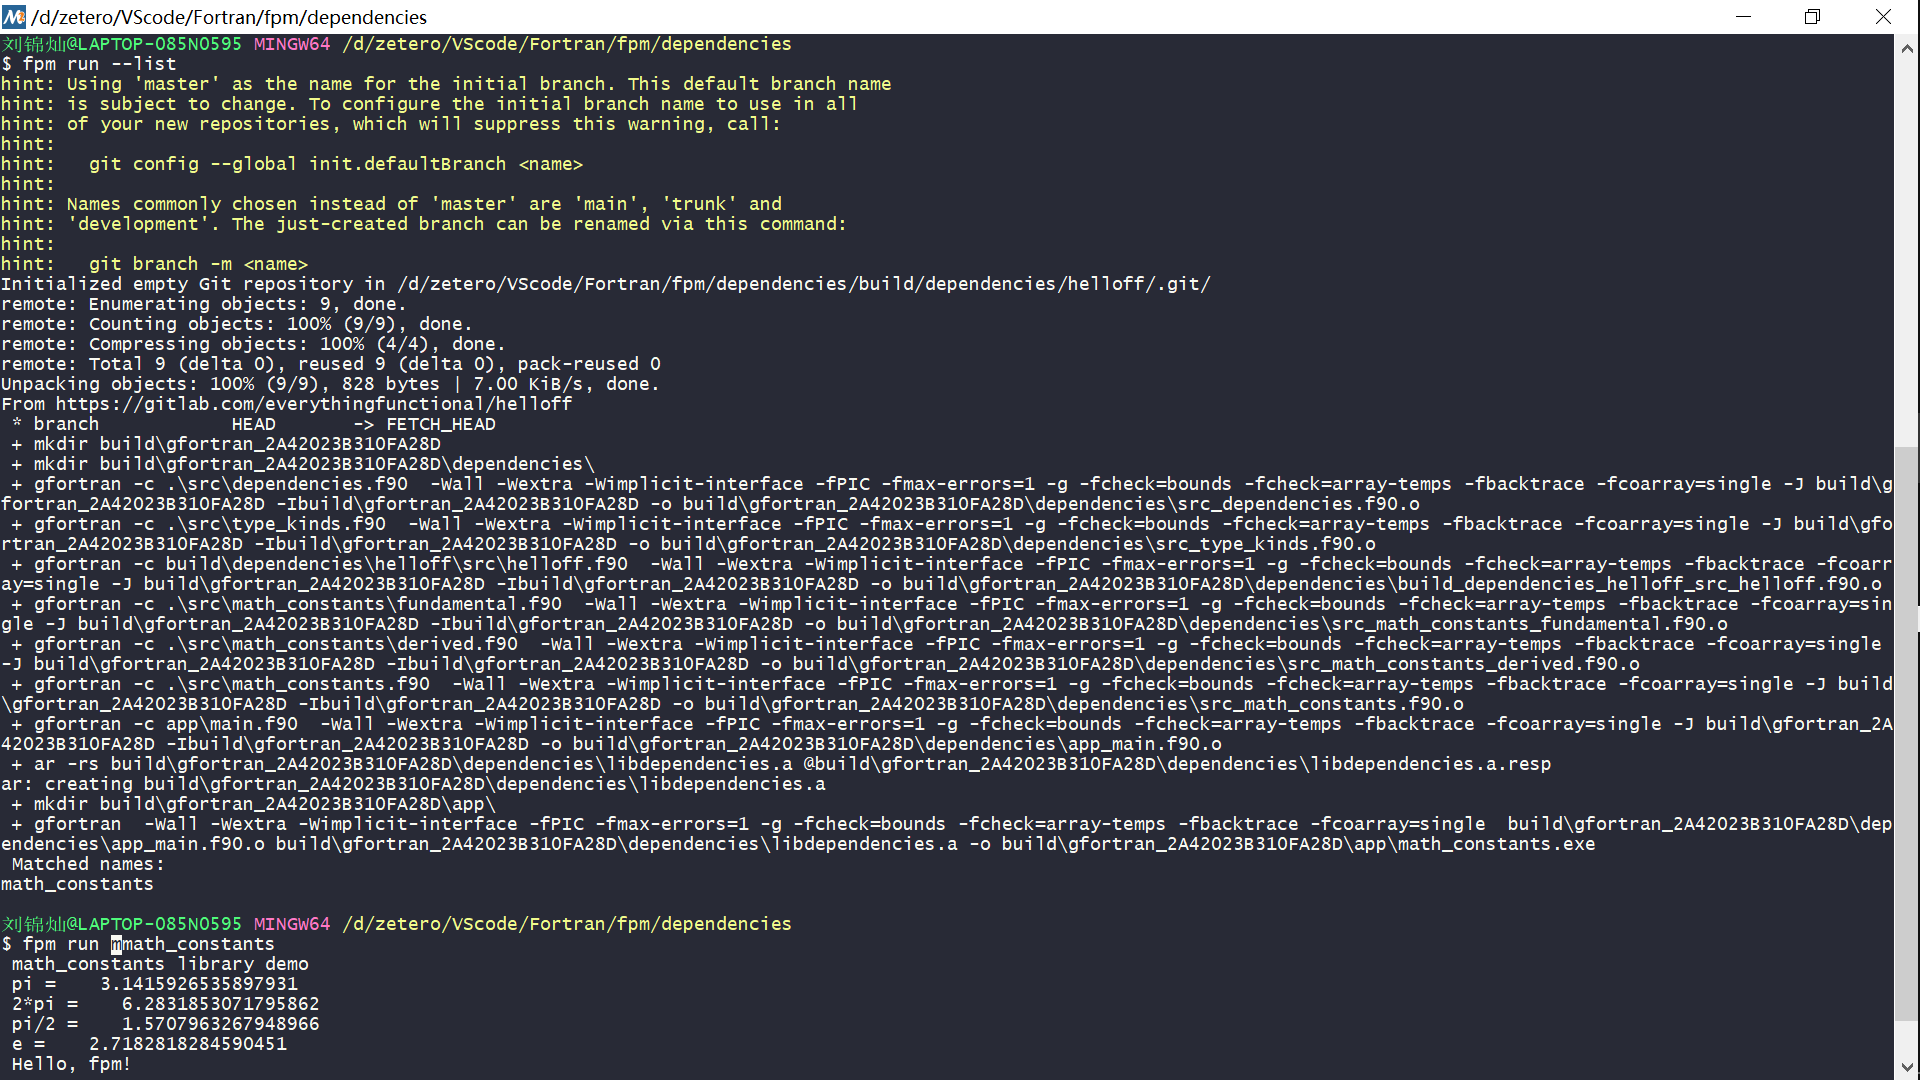 /d/zetero/VScode/Fortran/fpm/dependencies
刘锦灿@LAPTOP-085N0595 MINGW64 /d/zetero/VScode/Fortran/fpm/dependencies
$ fpm run --list
hint: Using 'master' as the name for the initial branch. This default branch name
hint: is subject to change. To configure the initial branch name to use in all
hint: of your new repositories, which will suppress this warning, call:
hint:
hint:   git config --global init.defaultBranch <name>
hint:
hint: Names commonly chosen instead of 'master' are 'main', 'trunk' and
hint: 'development'. The just-created branch can be renamed via this command:
hint:
hint:   git branch -m <name>
Initialized empty Git repository in /d/zetero/VScode/Fortran/fpm/dependencies/build/dependencies/helloff/.git/
remote: Enumerating objects: 9, done.
remote: Counting objects: 100% (9/9), done.
remote: Compressing objects: 100% (4/4), done.
remote: Total 9 (delta 0), reused 9 (delta 0), pack-reused 0
Unpacking objects: 100% (9/9), 828 bytes | 7.00 KiB/s, done.
From https://gitlab.com/everythingfunctional/helloff
 * branch            HEAD       -> FETCH_HEAD
 + mkdir build\gfortran_2A42023B310FA28D
 + mkdir build\gfortran_2A42023B310FA28D\dependencies\
 + gfortran -c .\src\dependencies.f90  -Wall -Wextra -Wimplicit-interface -fPIC -fmax-errors=1 -g -fcheck=bounds -fcheck=array-temps -fbacktrace -fcoarray=single -J build\g
fortran_2A42023B310FA28D -Ibuild\gfortran_2A42023B310FA28D -o build\gfortran_2A42023B310FA28D\dependencies\src_dependencies.f90.o
 + gfortran -c .\src\type_kinds.f90  -Wall -Wextra -Wimplicit-interface -fPIC -fmax-errors=1 -g -fcheck=bounds -fcheck=array-temps -fbacktrace -fcoarray=single -J build\gfo
rtran_2A42023B310FA28D -Ibuild\gfortran_2A42023B310FA28D -o build\gfortran_2A42023B310FA28D\dependencies\src_type_kinds.f90.o
 + gfortran -c build\dependencies\helloff\src\helloff.f90  -Wall -Wextra -Wimplicit-interface -fPIC -fmax-errors=1 -g -fcheck=bounds -fcheck=array-temps -fbacktrace -fcoarr
ay=single -J build\gfortran_2A42023B310FA28D -Ibuild\gfortran_2A42023B310FA28D -o build\gfortran_2A42023B310FA28D\dependencies\build_dependencies_helloff_src_helloff.f90.o
 + gfortran -c .\src\math_constants\fundamental.f90  -Wall -Wextra -Wimplicit-interface -fPIC -fmax-errors=1 -g -fcheck=bounds -fcheck=array-temps -fbacktrace -fcoarray=sin
gle -J build\gfortran_2A42023B310FA28D -Ibuild\gfortran_2A42023B310FA28D -o build\gfortran_2A42023B310FA28D\dependencies\src_math_constants_fundamental.f90.o
 + gfortran -c .\src\math_constants\derived.f90  -Wall -Wextra -Wimplicit-interface -fPIC -fmax-errors=1 -g -fcheck=bounds -fcheck=array-temps -fbacktrace -fcoarray=single
-J build\gfortran_2A42023B310FA28D -Ibuild\gfortran_2A42023B310FA28D -o build\gfortran_2A42023B310FA28D\dependencies\src_math_constants_derived.f90.o
 + gfortran -c .\src\math_constants.f90  -Wall -Wextra -Wimplicit-interface -fPIC -fmax-errors=1 -g -fcheck=bounds -fcheck=array-temps -fbacktrace -fcoarray=single -J build
\gfortran_2A42023B310FA28D -Ibuild\gfortran_2A42023B310FA28D -o build\gfortran_2A42023B310FA28D\dependencies\src_math_constants.f90.o
 + gfortran -c app\main.f90  -Wall -Wextra -Wimplicit-interface -fPIC -fmax-errors=1 -g -fcheck=bounds -fcheck=array-temps -fbacktrace -fcoarray=single -J build\gfortran_2A
42023B310FA28D -Ibuild\gfortran_2A42023B310FA28D -o build\gfortran_2A42023B310FA28D\dependencies\app_main.f90.o
 + ar -rs build\gfortran_2A42023B310FA28D\dependencies\libdependencies.a @build\gfortran_2A42023B310FA28D\dependencies\libdependencies.a.resp
ar: creating build\gfortran_2A42023B310FA28D\dependencies\libdependencies.a
 + mkdir build\gfortran_2A42023B310FA28D\app\
 + gfortran  -Wall -Wextra -Wimplicit-interface -fPIC -fmax-errors=1 -g -fcheck=bounds -fcheck=array-temps -fbacktrace -fcoarray=single  build\gfortran_2A42023B310FA28D\dep
endencies\app_main.f90.o build\gfortran_2A42023B310FA28D\dependencies\libdependencies.a -o build\gfortran_2A42023B310FA28D\app\math_constants.exe
 Matched names:
math_constants
刘锦灿@LAPTOP-085N0595 MINGW64 /d/zetero/VScode/Fortran/fpm/dependencies
$ fpm run mmath_constants
 math_constants library demo
 pi =    3.1415926535897931
 2*pi =    6.2831853071795862
 pi/2 =    1.5707963267948966
 e =    2.7182818284590451
 Hello, fpm!